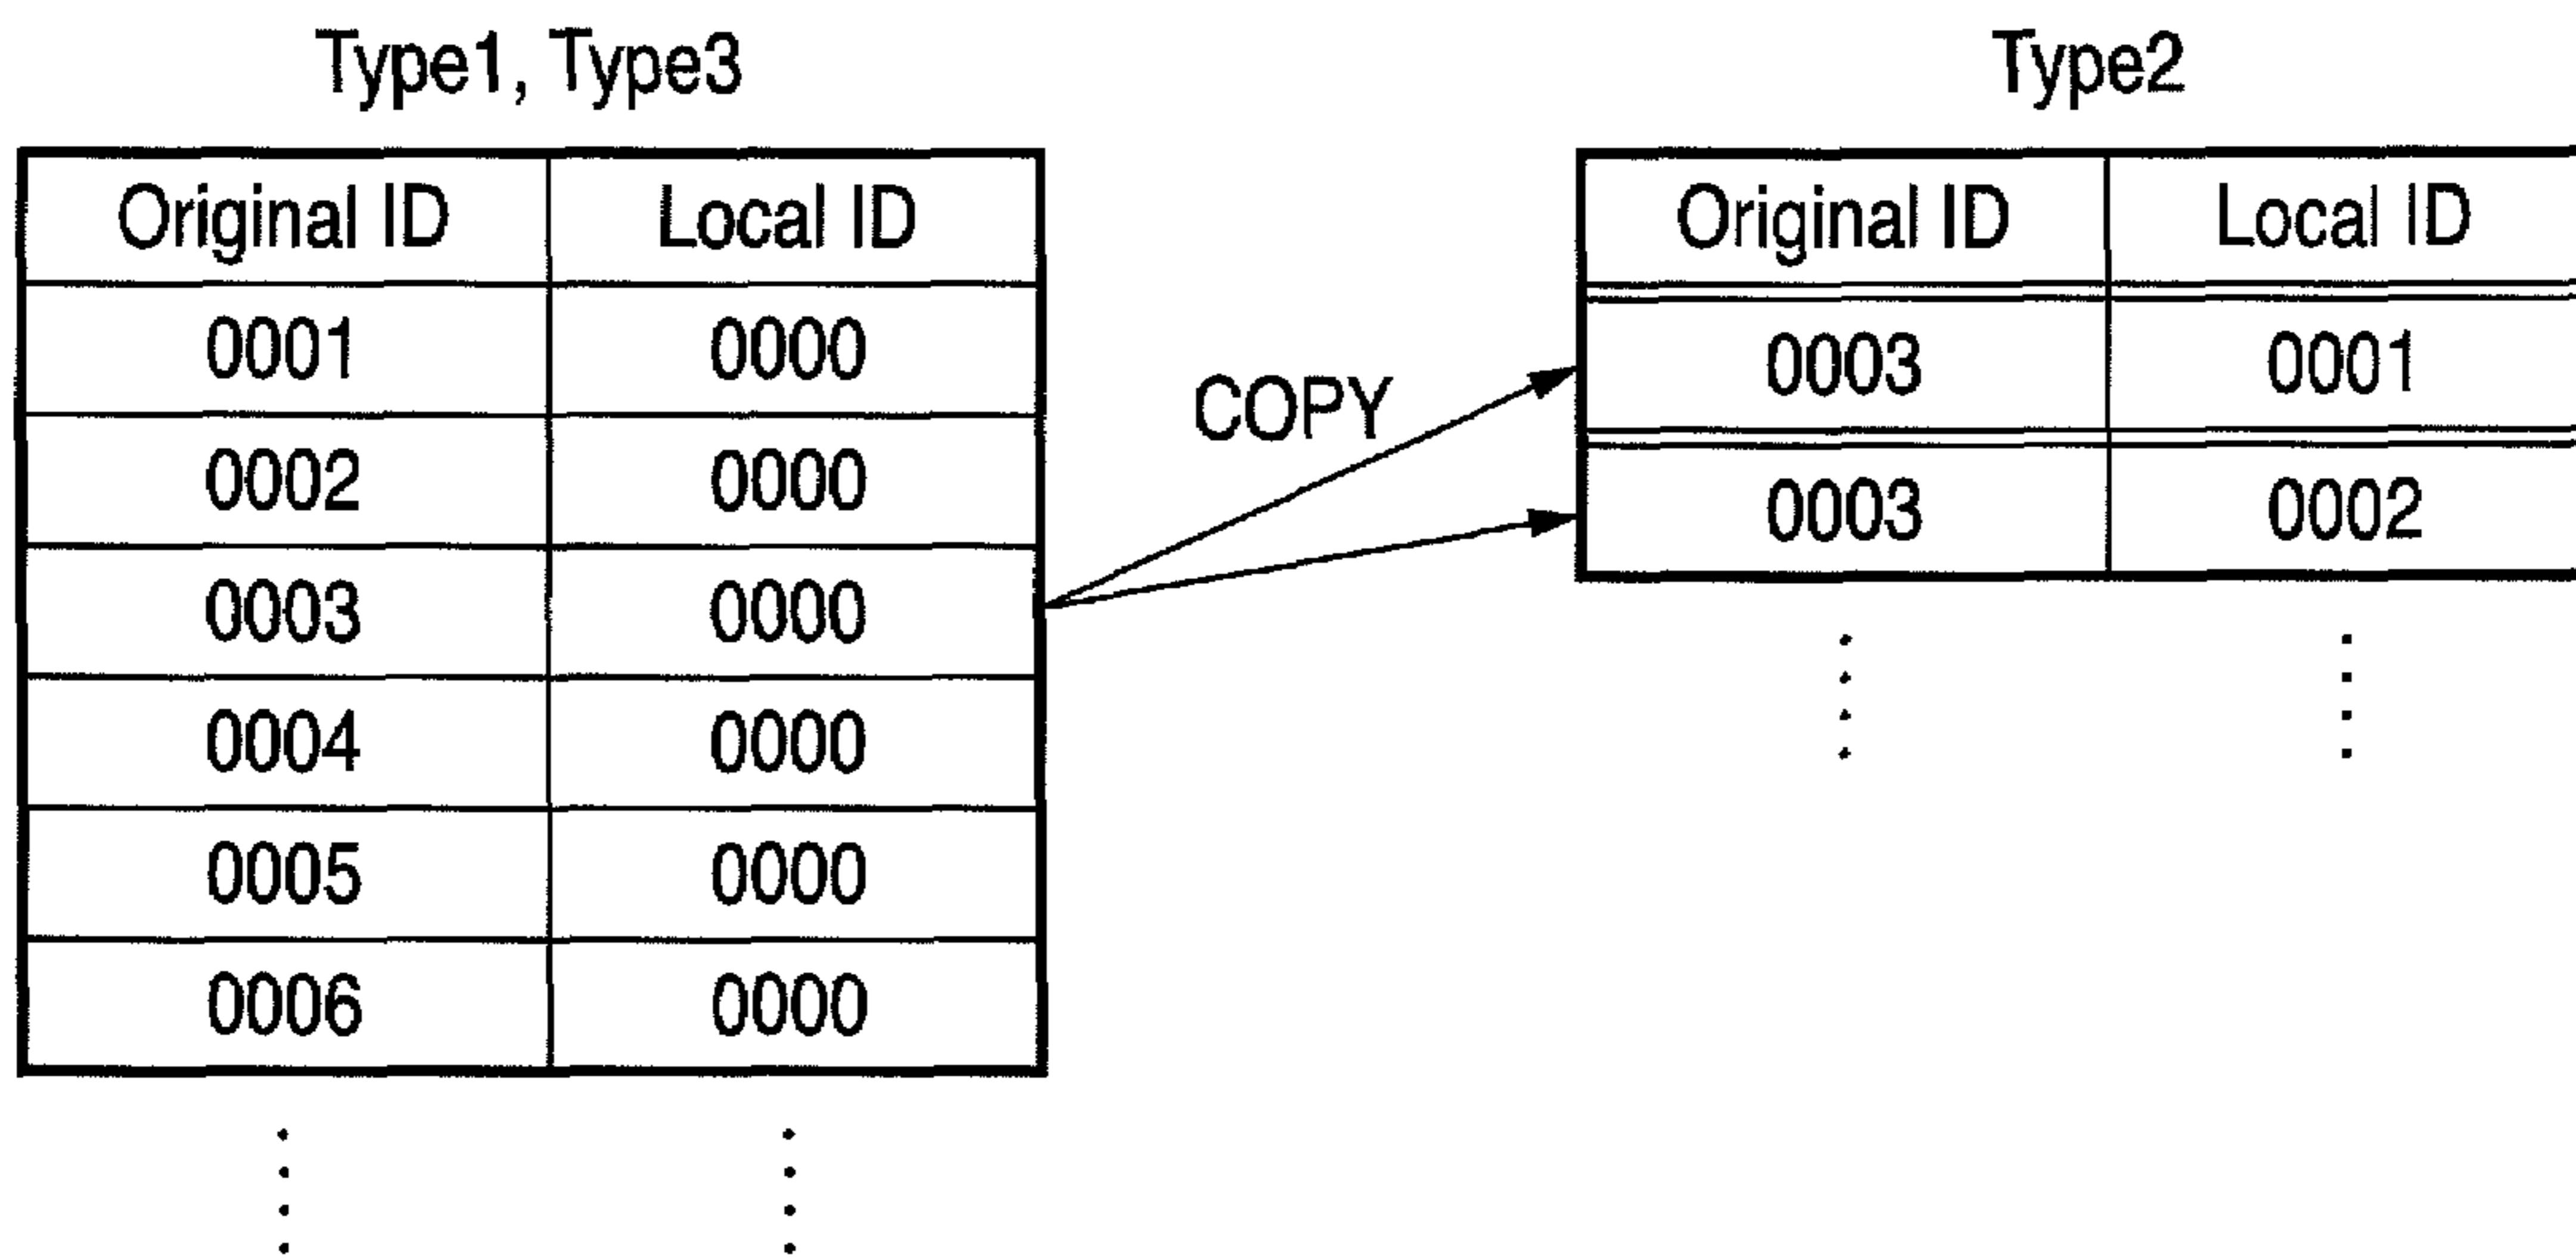 Type1, Type3
Original ID Local ID
0001 0000
0002 0000
0003 0000
0004 0000
0005 0000
0006 0000
COPY
Type2
Original ID Local ID
0003 0001
0003 0002